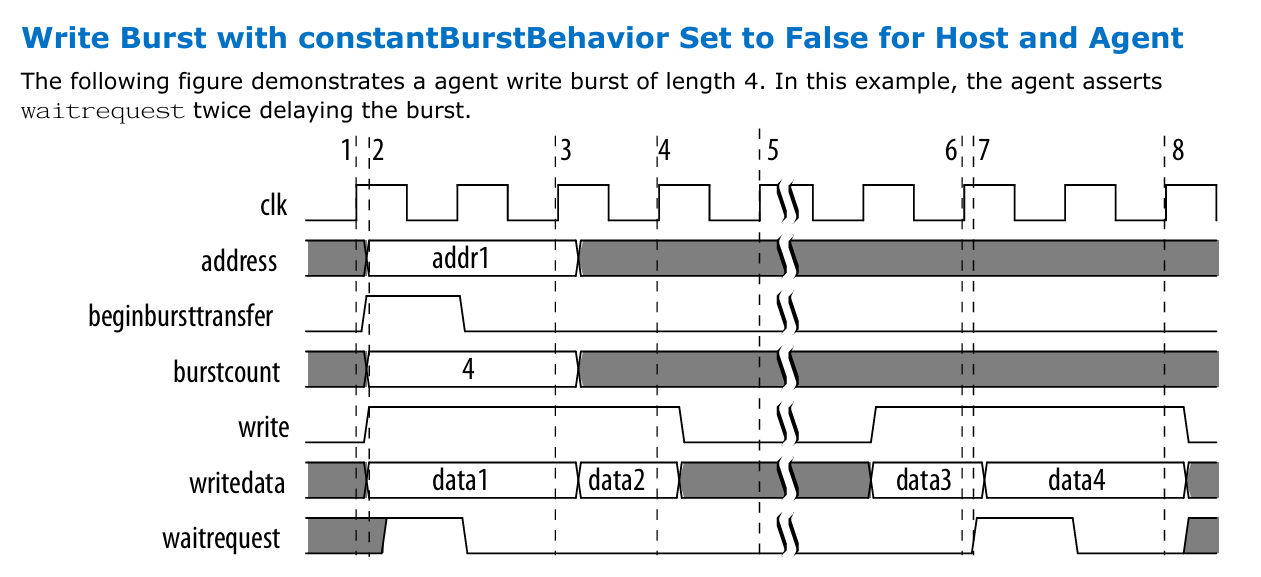 Write Burst with constantBurstBehavior Set to False for Host and Agent
The following figure demonstrates a agent write burst of length 4. In this example, the agent asserts
waitrequest twice delaying the burst.
1 2 3 4 5 6 7 8
clk
address addr1
beginbursttransfer
burstcount 4
write
writedata data1 data2 data3 data4
waitrequest